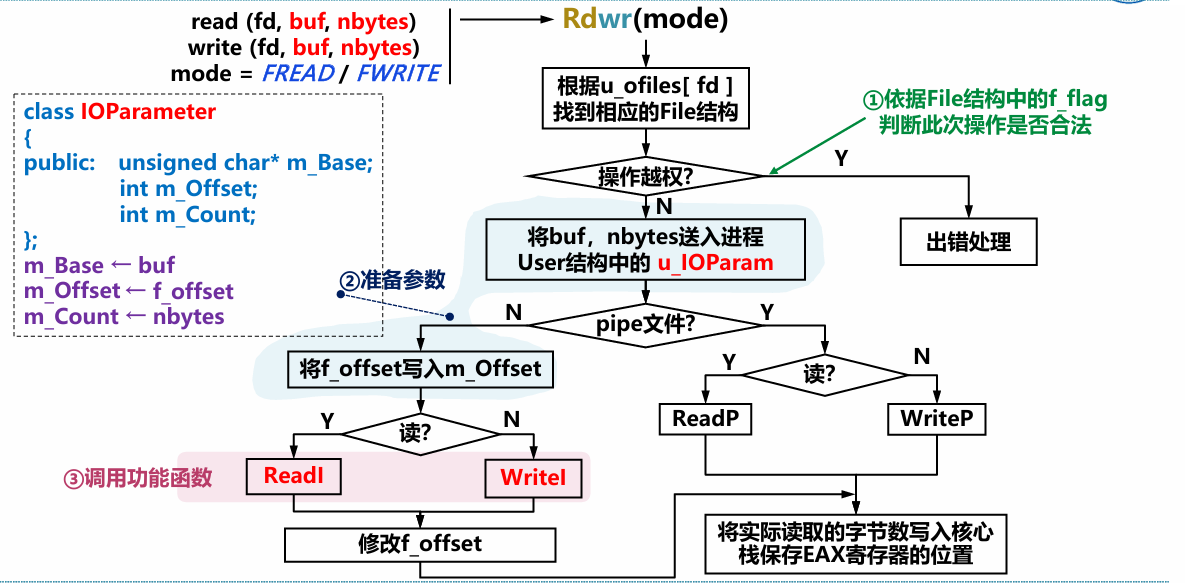 read (fd, buf, nbytes)
write (fd, buf, nbytes)
mode = FREAD / FWRITE
Rdwr(mode)
根据u_ofiles[ fd ]
找到相应的File结构
①依据File结构中的f_flag
判断此次操作是否合法
class IOParameter
{
public: unsigned char* m_Base;
int m_Offset;
int m_Count;
};
m_Base ← buf
m_Offset ← f_offset
m_Count ← nbytes
操作越权?
Y
N
出错处理
将buf，nbytes送入进程
User结构中的 u_IOParam
②准备参数
pipe文件?
N
Y
将f_offset写入m_Offset
读?
Y
N
ReadP
WriteP
读?
Y
N
③调用功能函数
ReadI
WriteI
修改f_offset
将实际读取的字节数写入核心
栈保存EAX寄存器的位置